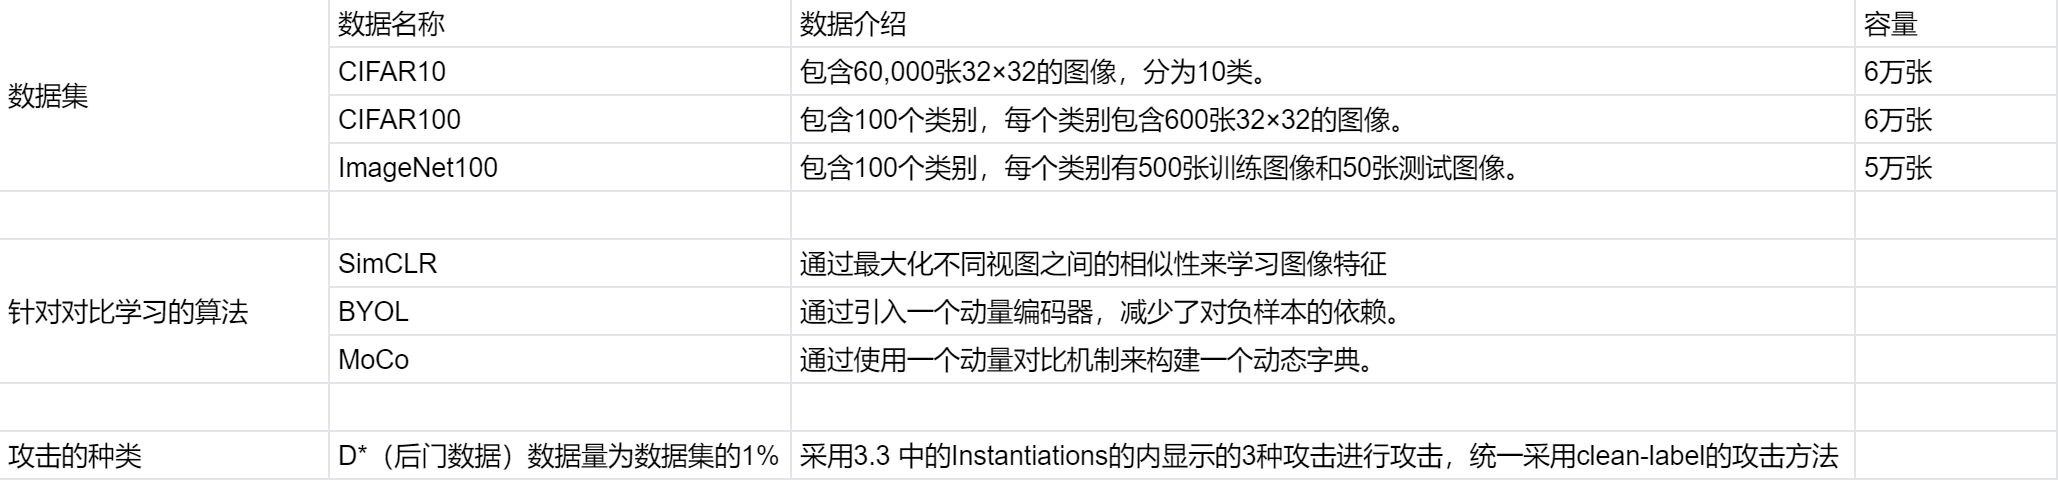 数据集
数据名称 数据介绍 容量
CIFAR10 包含60,000张32×32的图像，分为10类。 6万张
CIFAR100 包含100个类别，每个类别包含600张32×32的图像。 6万张
ImageNet100 包含100个类别，每个类别有500张训练图像和50张测试图像。 5万张
针对对比学习的算法
SimCLR 通过最大化不同视图之间的相似性来学习图像特征
BYOL 通过引入一个动量编码器，减少了对负样本的依赖。
MoCo 通过使用一个动量对比机制来构建一个动态字典。
攻击的种类 D*（后门数据）数据量为数据集的1% 采用3.3 中的Instantiations的内显示的3种攻击进行攻击，统一采用clean-label的攻击方法